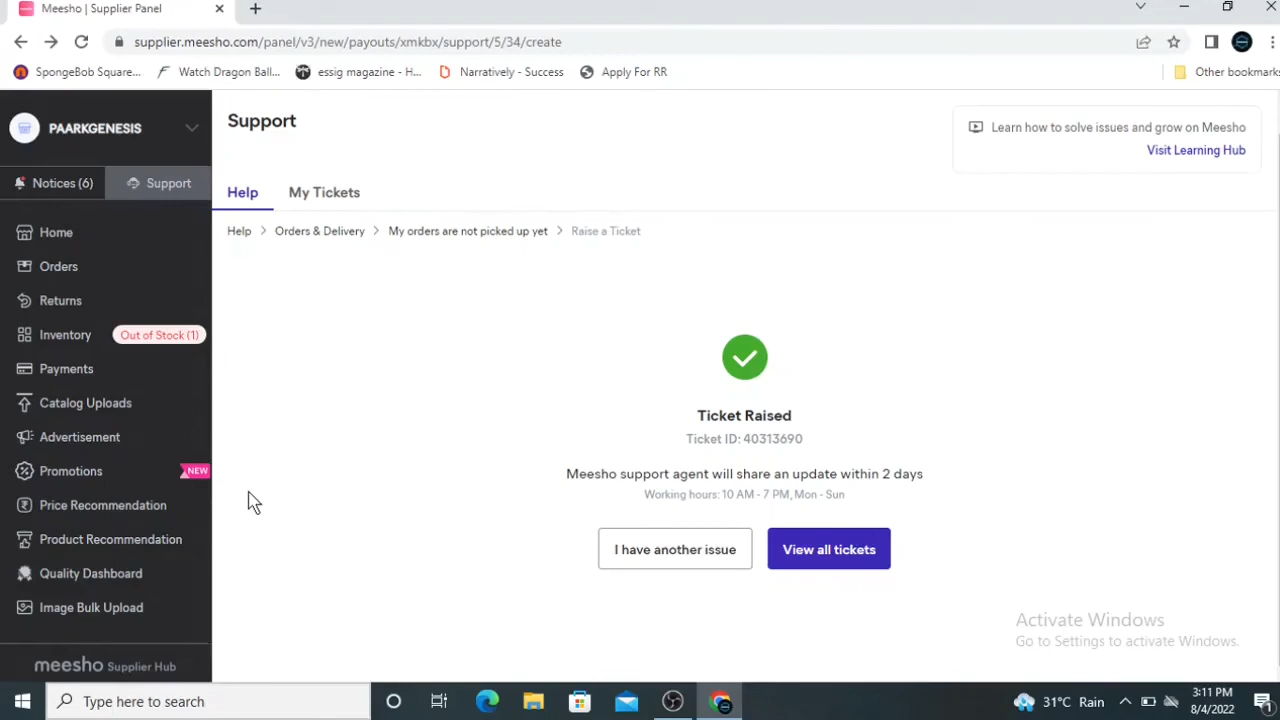 Meesho | Supplier Panel
supplier.meesho.com/panel/v3/new/payouts/xmkbx/support/5/34/create
SpongeBob Square... Watch Dragon Ball... essig magazine - H... Narratively - Success Apply For RR Other bookmarks
PAARKGENESIS
Notices (6) Support
Home
Orders
Returns
Inventory Out of Stock (1)
Payments
Catalog Uploads
Advertisement
Promotions NEW
Price Recommendation
Product Recommendation
Quality Dashboard
Image Bulk Upload
meesho Supplier Hub
Support
Learn how to solve issues and grow on Meesho
Visit Learning Hub
Help My Tickets
Help > Orders & Delivery > My orders are not picked up yet > Raise a Ticket
Ticket Raised
Ticket ID: 40313690
Meesho support agent will share an update within 2 days
Working hours: 10 AM - 7 PM, Mon - Sun
I have another issue View all tickets
Activate Windows
Go to Settings to activate Windows.
Type here to search
31°C Rain
3:11 PM
8/4/2022
1